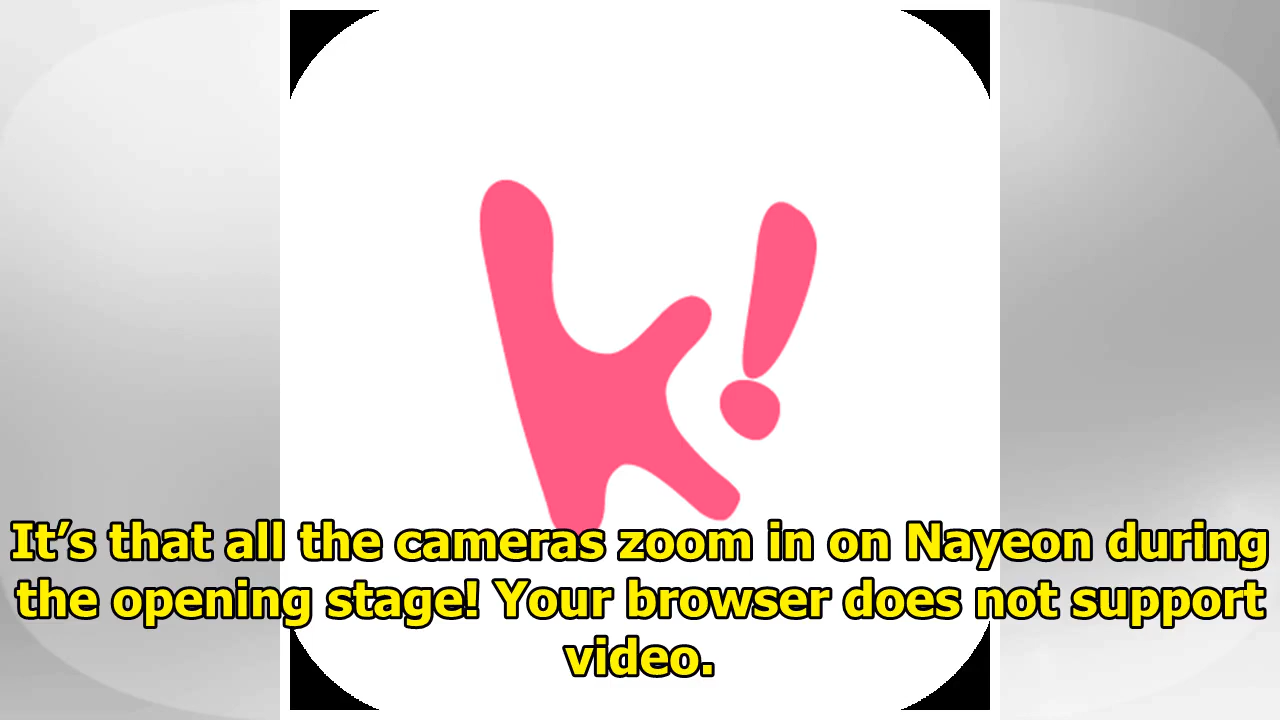 k!
It’s that all the cameras zoom in on Nayeon during
the opening stage! Your browser does not support
video.